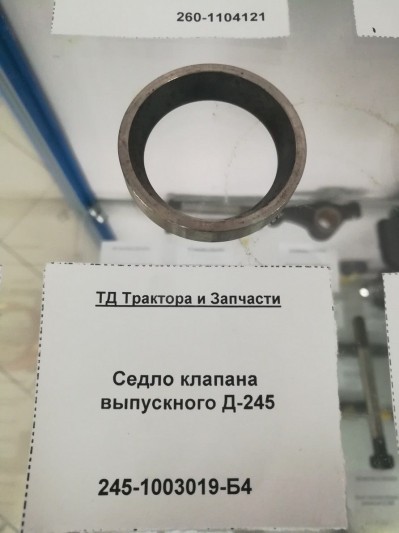 260-1104121
ТД Трактора и Запчасти
Седло клапана
выпускного Д-245
245-1003019-Б4